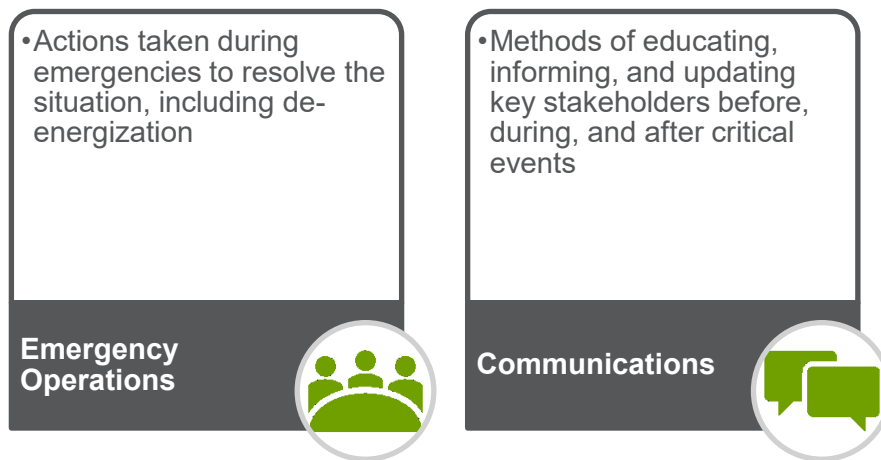 •Actions taken during
emergencies to resolve the
situation, including de-
energization
Emergency
Operations
•Methods of educating,
informing, and updating
key stakeholders before,
during, and after critical
events
Communications